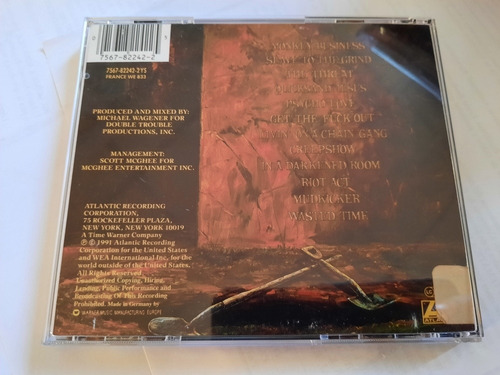 7567-82242-2
7567-82242-2 YS
FRANCE WE 833
PRODUCED AND MIXED BY:
MICHAEL WAGENER FOR
DOUBLE TROUBLE
PRODUCTIONS, INC.
MANAGEMENT:
SCOTT MCGHEE FOR
MCGHEE ENTERTAINMENT INC.
ATLANTIC RECORDING
CORPORATION,
75 ROCKEFELLER PLAZA,
NEW YORK, NEW YORK 10019
A Time Warner Company
℗ © 1991 Atlantic Recording
Corporation for the United States
and WEA International Inc. for the
world outside of the United States.
All Rights Reserved
Unauthorized Copying, Hiring,
Lending, Public Performance and
Broadcasting Of This Recording
Prohibited. Made in Germany by
WARNER MUSIC MANUFACTURING EUROPE
MONKEY BUSINESS
SLAVE TO THE GRIND
THE THREAT
QUICKSAND JESUS
PSYCHO LOVE
GET THE FUCK OUT
LIVIN' ON A CHAIN GANG
CREEPSHOW
IN A DARKENED ROOM
RIOT ACT
MUDKICKER
WASTED TIME